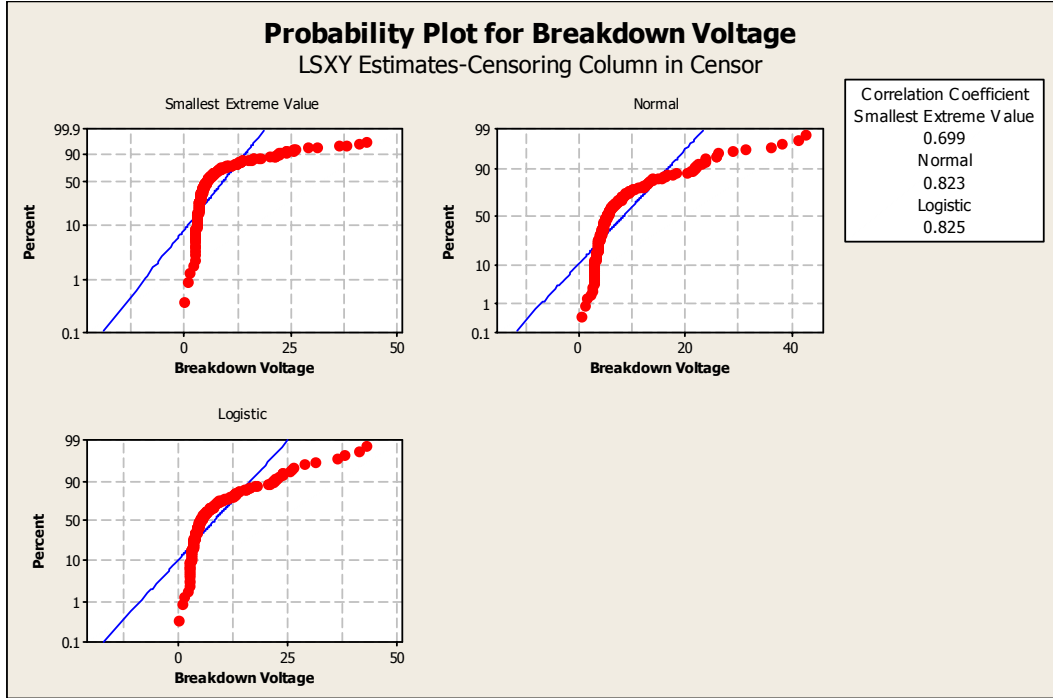 Probability Plot for Breakdown Voltage
LSXY Estimates-Censoring Column in Censor
Smallest Extreme Value
99.9
90
50
10
1
0.1
Percent
0
25
50
Breakdown Voltage
Normal
99
90
50
10
1
0.1
Percent
0
20
40
Breakdown Voltage
Correlation Coefficient
Smallest Extreme Value
0.699
Normal
0.823
Logistic
0.825
Logistic
99
90
50
10
1
0.1
Percent
0
25
50
Breakdown Voltage